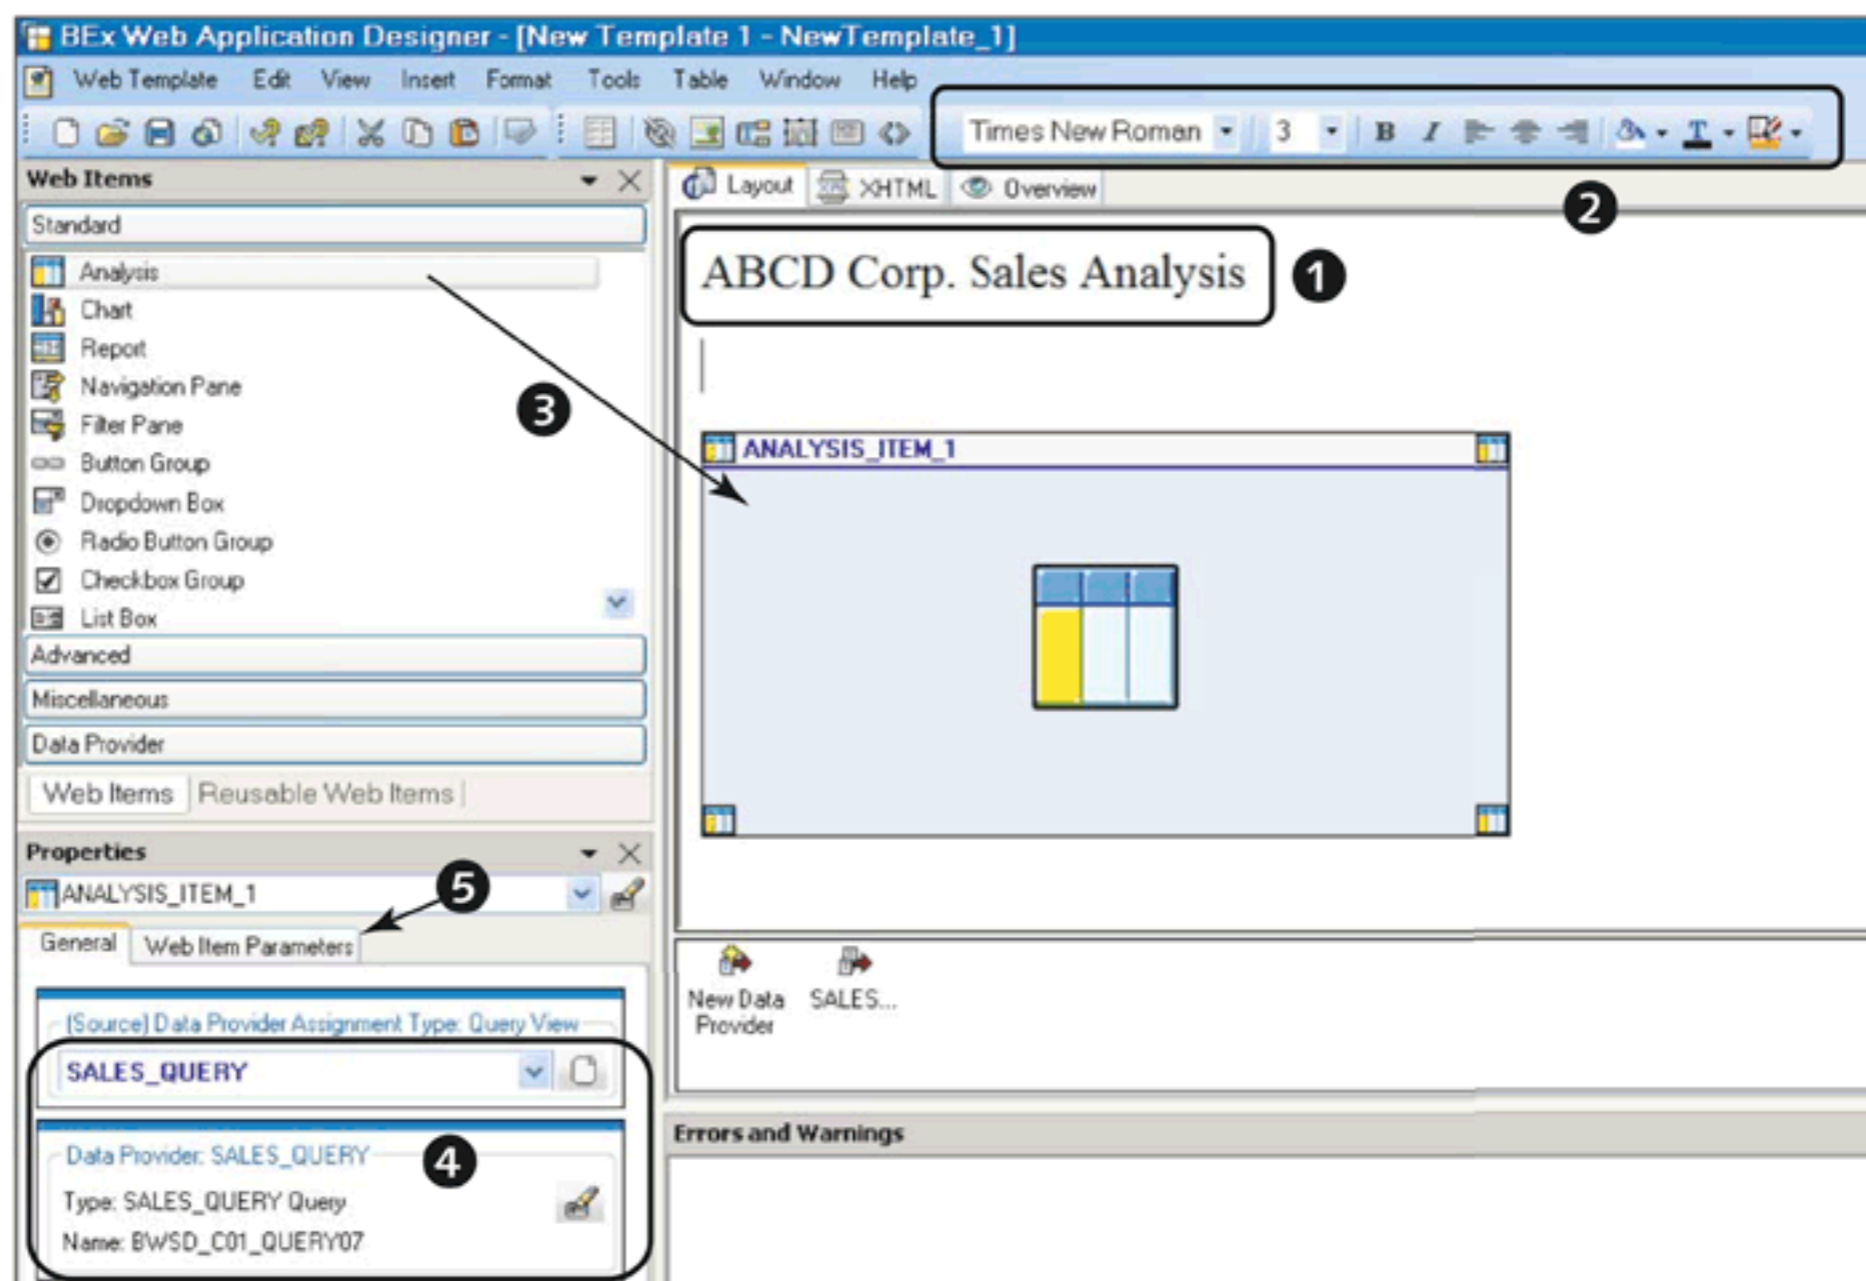 BEx Web Application Designer - [New Template 1 - NewTemplate_1]
Web Template Edit View Insert Format Tools Table Window Help
Times New Roman 3 B I T
2
Web Items
Standard
Analysis
Chart
Report
Navigation Pane
Filter Pane
Button Group
Dropdown Box
Radio Button Group
Checkbox Group
List Box
Advanced
Miscellaneous
Data Provider
Web Items Reusable Web Items
3
Layout XHTML Overview
ABCD Corp. Sales Analysis 1
ANALYSIS_ITEM_1
Properties
ANALYSIS_ITEM_1
5
General Web Item Parameters
(Source) Data Provider Assignment Type: Query View
SALES_QUERY
Data Provider: SALES_QUERY
4
Type: SALES_QUERY Query
Name: BWSD_C01_QUERY07
New Data
Provider
SALES...
Errors and Warnings